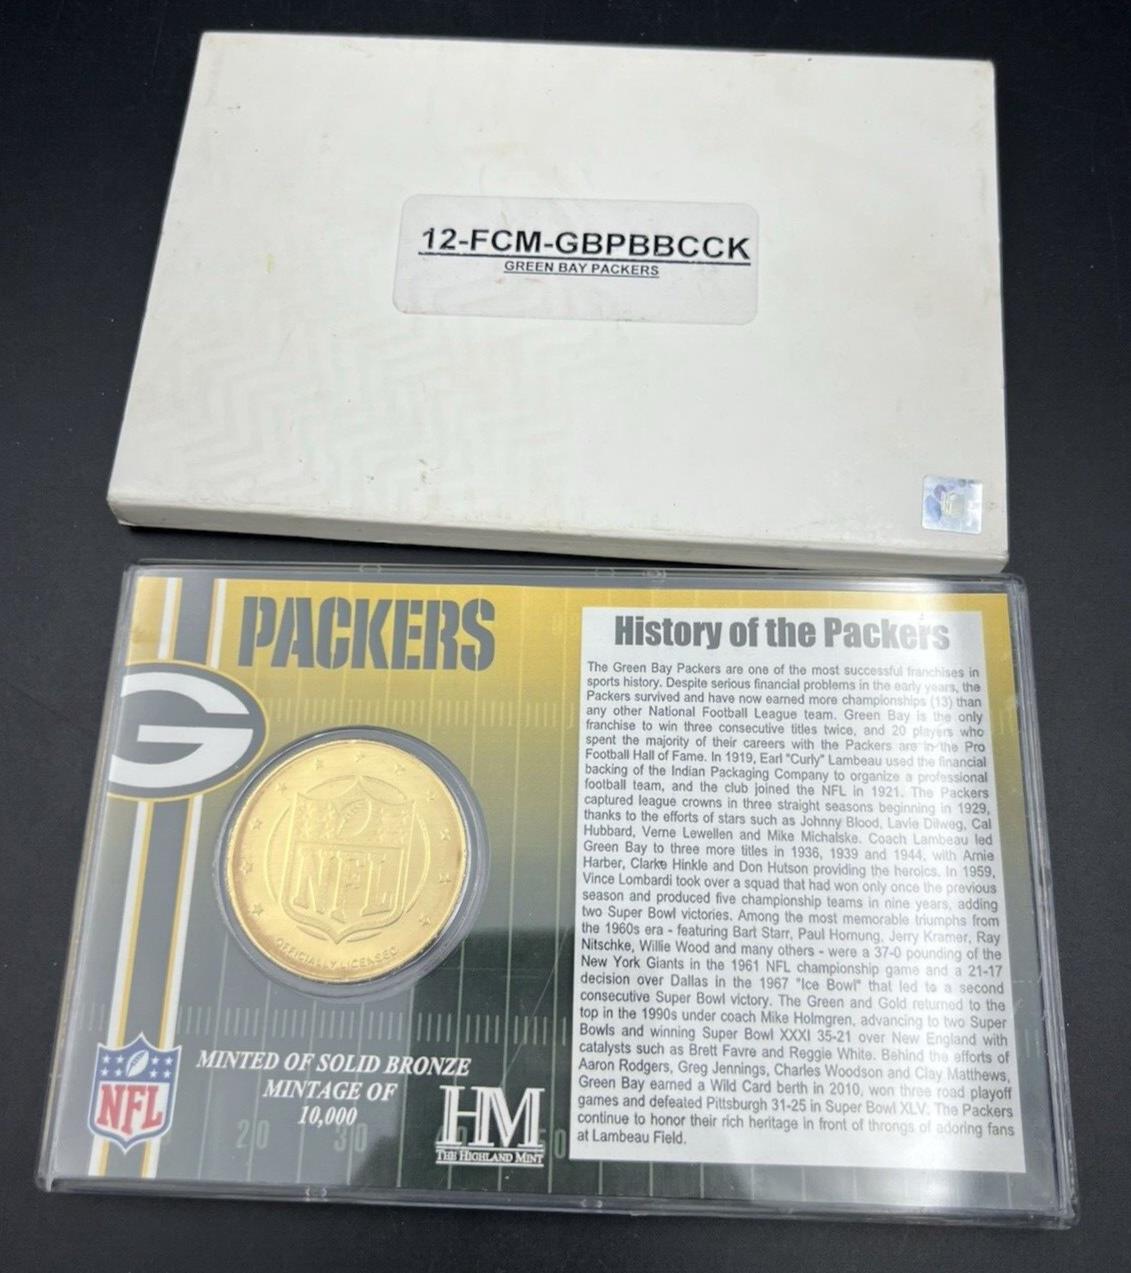 12-FCM-GBPBBCCK
GREEN BAY PACKERS
PACKERS
G
NFL
OFFICIALLY LICENSED
MINTED OF SOLID BRONZE
MINTAGE OF
10,000
NFL
HM
THE HIGHLAND MINT
20 30
History of the Packers
The Green Bay Packers are one of the most successful franchises in
sports history. Despite serious financial problems in the early years, the
Packers survived and have now earned more championships (13) than
any other National Football League team. Green Bay is the only
franchise to win three consecutive titles twice, and 20 players who
spent the majority of their careers with the Packers are in the Pro
Football Hall of Fame. In 1919, Earl "Curly" Lambeau used the financial
backing of the Indian Packaging Company to organize a professional
football team, and the club joined the NFL in 1921. The Packers
captured league crowns in three straight seasons beginning in 1929,
thanks to the efforts of stars such as Johnny Blood, Lavie Dilweg, Cal
Hubbard, Verne Lewellen and Mike Michalske. Coach Lambeau led
Green Bay to three more titles in 1936, 1939 and 1944, with Arnie
Harber, Clarke Hinkle and Don Hutson providing the heroics. In 1959,
Vince Lombardi took over a squad that had won only once the previous
season and produced five championship teams in nine years, adding
two Super Bowl victories. Among the most memorable triumphs from
the 1960s era - featuring Bart Starr, Paul Hornung, Jerry Kramer, Ray
Nitschke, Willie Wood and many others - were a 37-0 pounding of the
New York Giants in the 1961 NFL championship game and a 21-17
decision over Dallas in the 1967 "Ice Bowl" that led to a second
consecutive Super Bowl victory. The Green and Gold returned to the
top in the 1990s under coach Mike Holmgren, advancing to two Super
Bowls and winning Super Bowl XXXI 35-21 over New England with
catalysts such as Brett Favre and Reggie White. Behind the efforts of
Aaron Rodgers, Greg Jennings, Charles Woodson and Clay Matthews,
Green Bay earned a Wild Card berth in 2010, won three road playoff
games and defeated Pittsburgh 31-25 in Super Bowl XLV. The Packers
continue to honor their rich heritage in front of throngs of adoring fans
at Lambeau Field.